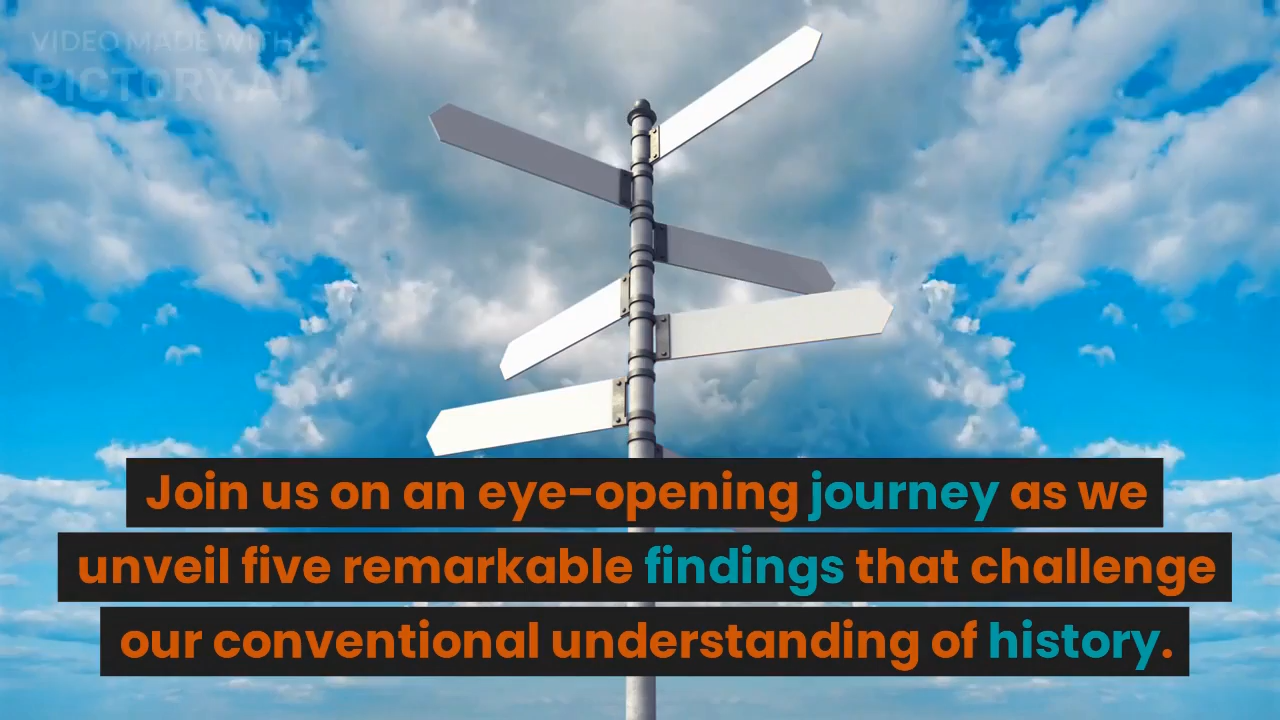 VIDEO MADE WITH
PICTORY.AI
Join us on an eye-opening journey as we
unveil five remarkable findings that challenge
our conventional understanding of history.